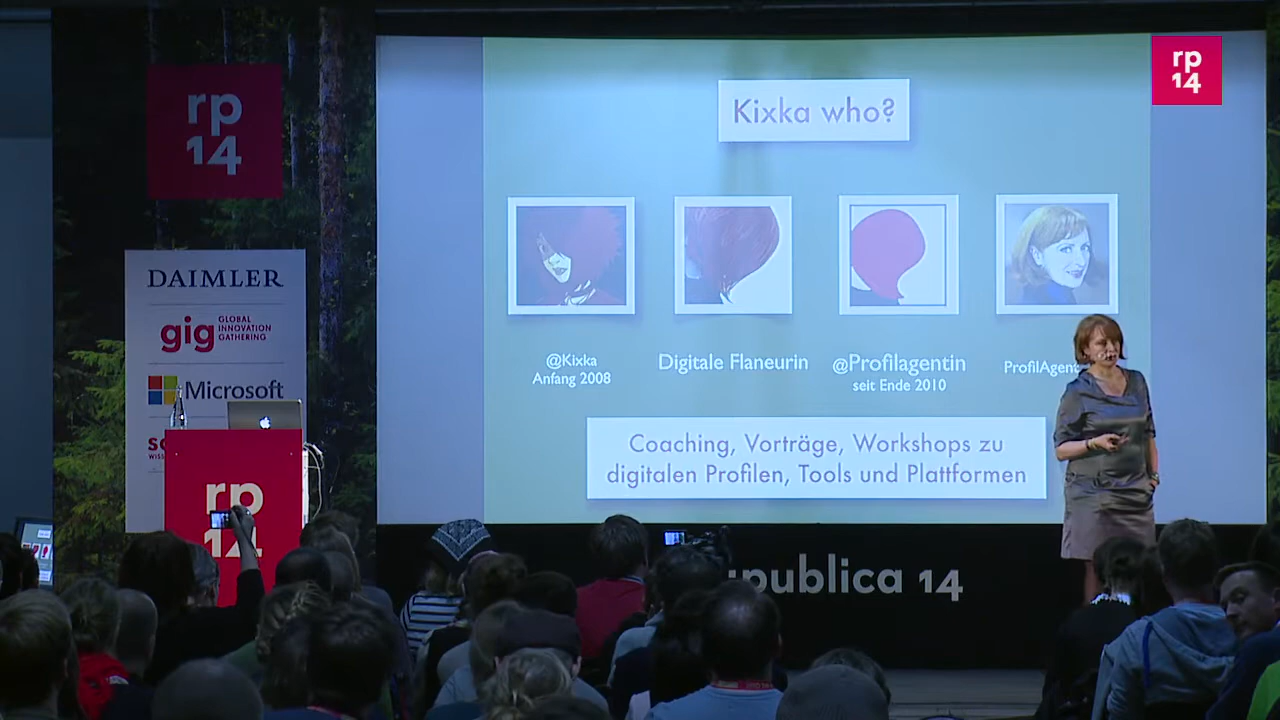 rp
14
rp
14
Kixka who?
DAIMLER
gig GLOBAL
INNOVATION
GATHERING
Microsoft
@Kixka
Anfang 2008
Digitale Flaneurin
@Profilagentin
seit Ende 2010
Coaching, Vorträge, Workshops zu
digitalen Profilen, Tools und Plattformen
rp
14
:publica 14